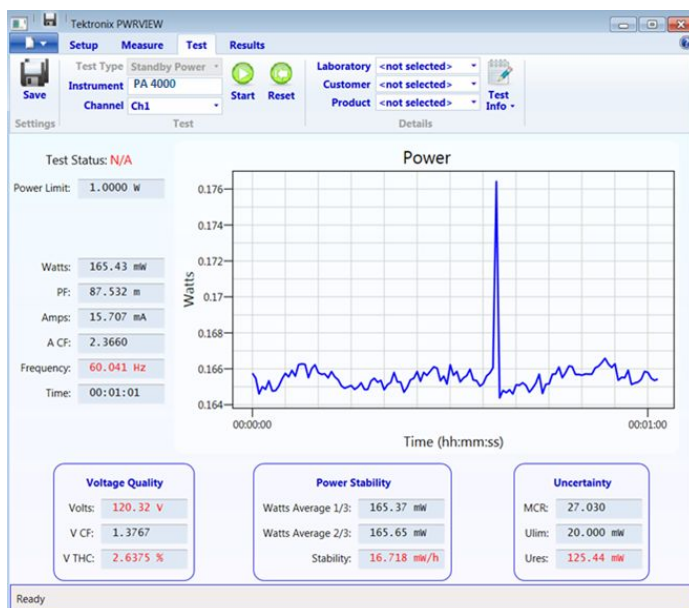 Tektronix PWRVIEW
Setup Measure Test Results
Save
Settings
Test Type Standby Power
Instrument PA 4000
Channel Ch1
Start Reset
Test
Laboratory <not selected>
Customer <not selected>
Product <not selected>
Test
Info
Details
Test Status: N/A
Power Limit: 1.0000 W
Watts: 165.43 mW
PF: 87.532 m
Amps: 15.707 mA
A CF: 2.3660
Frequency: 60.041 Hz
Time: 00:01:01
Power
Watts
0.176
0.174
0.172
0.17
0.168
0.166
0.164
00:00:00 00:01:00
Time (hh:mm:ss)
Voltage Quality
Volts: 120.32 V
V CF: 1.3767
V THC: 2.6375 %
Power Stability
Watts Average 1/3: 165.37 mW
Watts Average 2/3: 165.65 mW
Stability: 16.718 mW/h
Uncertainty
MCR: 27.030
Ulim: 20.000 mW
Ures: 125.44 mW
Ready